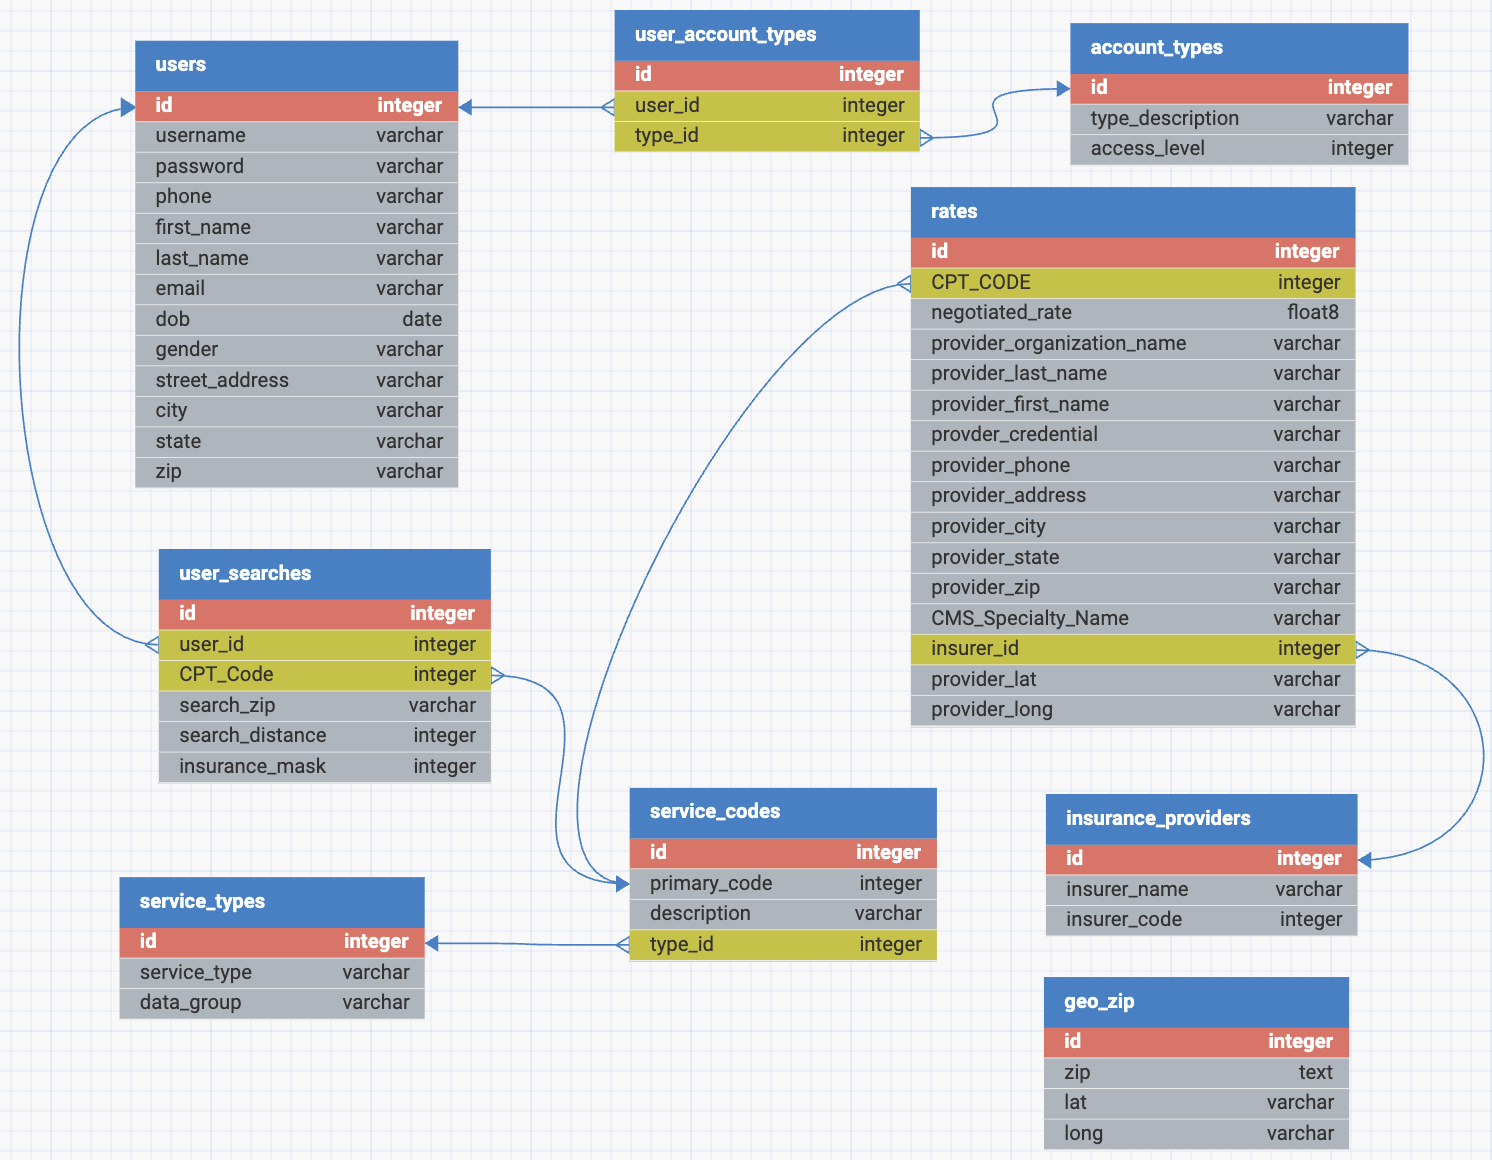 users
id integer
username varchar
password varchar
phone varchar
first_name varchar
last_name varchar
email varchar
dob date
gender varchar
street_address varchar
city varchar
state varchar
zip varchar
user_account_types
id integer
user_id integer
type_id integer
account_types
id integer
type_description varchar
access_level integer
rates
id integer
CPT_CODE integer
negotiated_rate float8
provider_organization_name varchar
provider_last_name varchar
provider_first_name varchar
provder_credential varchar
provider_phone varchar
provider_address varchar
provider_city varchar
provider_state varchar
provider_zip varchar
CMS_Specialty_Name varchar
insurer_id integer
provider_lat varchar
provider_long varchar
user_searches
id integer
user_id integer
CPT_Code integer
search_zip varchar
search_distance integer
insurance_mask integer
service_codes
id integer
primary_code integer
description varchar
type_id integer
insurance_providers
id integer
insurer_name varchar
insurer_code integer
service_types
id integer
service_type varchar
data_group varchar
geo_zip
id integer
zip text
lat varchar
long varchar